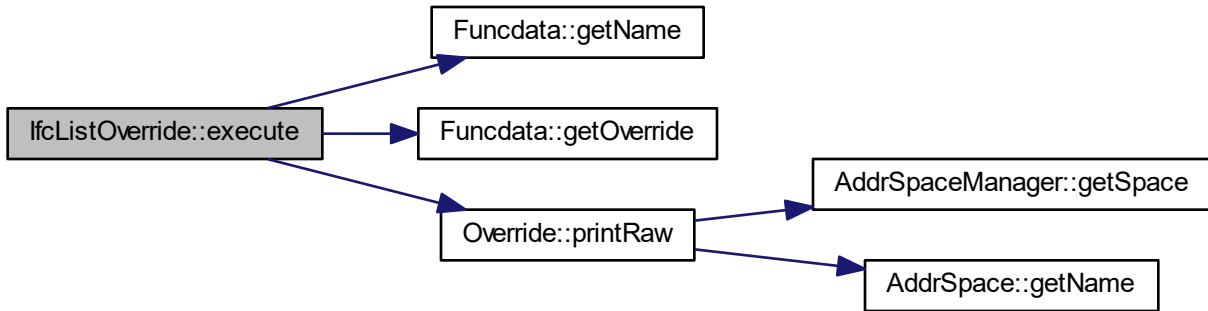 Funcdata::getName
IfcListOverride::execute
Funcdata::getOverride
AddrSpaceManager::getSpace
Override::printRaw
AddrSpace::getName